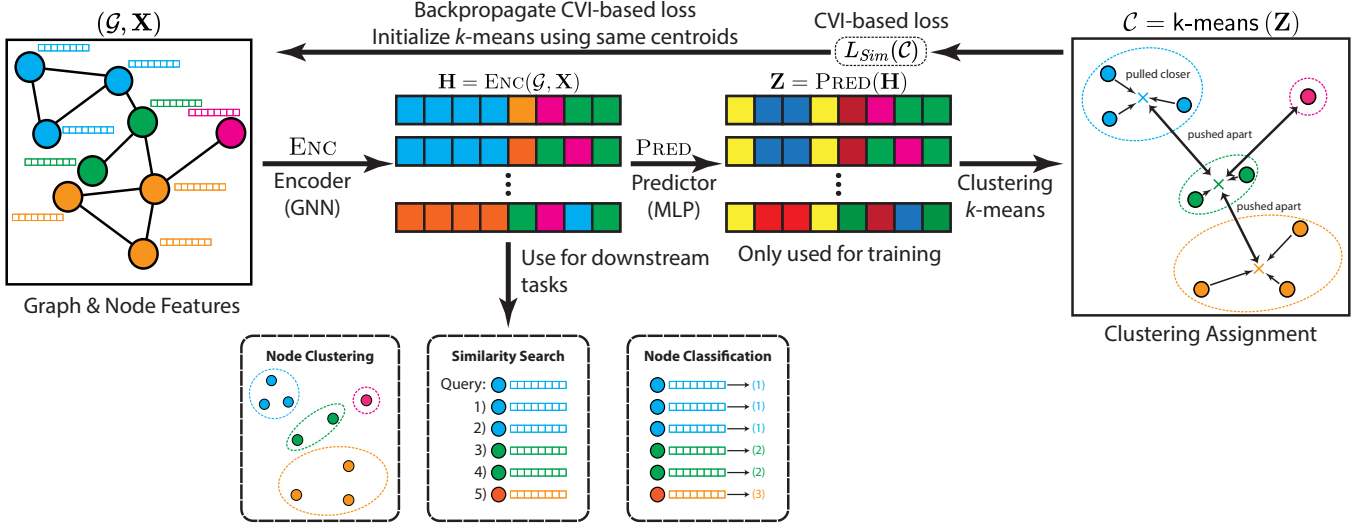 (𝒢, X)
Backpropagate CVI-based loss
Initialize k-means using same centroids
CVI-based loss
L_{Sim}(𝒞)
𝒞 = k-means (Z)
H = ENC(𝒢, X)
Z = PRED(H)
ENC
Encoder
(GNN)
PRED
Predictor
(MLP)
Clustering
k-means
pulled closer
pushed apart
pushed apart
Graph & Node Features
Use for downstream
tasks
Only used for training
Clustering Assignment
Node Clustering
Similarity Search
Query:
1)
2)
3)
4)
5)
Node Classification
(1)
(1)
(1)
(2)
(2)
(3)